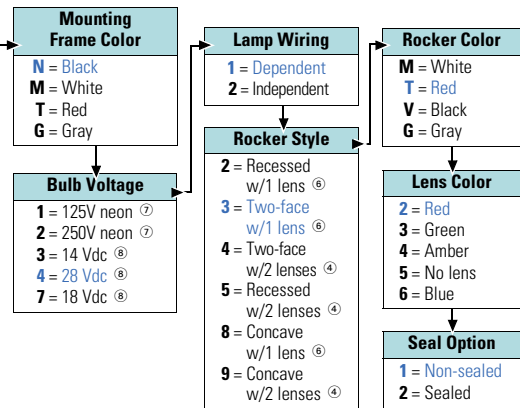 Mounting
Frame Color
N = Black
M = White
T = Red
G = Gray
Bulb Voltage
1 = 125V neon ⑦
2 = 250V neon ⑦
3 = 14 Vdc ⑧
4 = 28 Vdc ⑧
7 = 18 Vdc ⑧
Lamp Wiring
1 = Dependent
2 = Independent
Rocker Style
2 = Recessed
w/1 lens ⑥
3 = Two-face
w/1 lens ⑥
4 = Two-face
w/2 lenses ④
5 = Recessed
w/2 lenses ④
8 = Concave
w/1 lens ⑥
9 = Concave
w/2 lenses ④
Rocker Color
M = White
T = Red
V = Black
G = Gray
Lens Color
2 = Red
3 = Green
4 = Amber
5 = No lens
6 = Blue
Seal Option
1 = Non-sealed
2 = Sealed